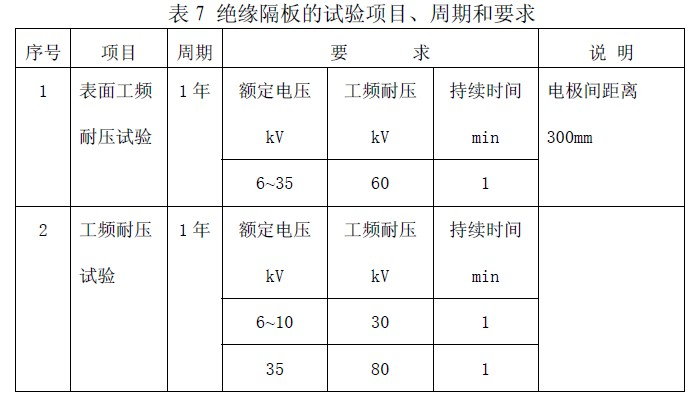 表 7 绝缘隔板的试验项目、周期和要求
序号 项目 周期 要 求 说 明
1 表面工频 1 年 额定电压 工频耐压 持续时间 电极间距离
耐压试验 kV kV min 300mm
6~35 60 1
2 工频耐压 1 年 额定电压 工频耐压 持续时间
试验 kV kV min
6~10 30 1
35 80 1